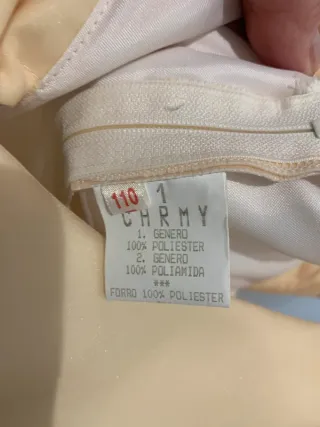 110
1
CHRMY
1. GENERO
100% POLIESTER
2. GENERO
100% POLIAMIDA
***
FORRO 100% POLIESTER